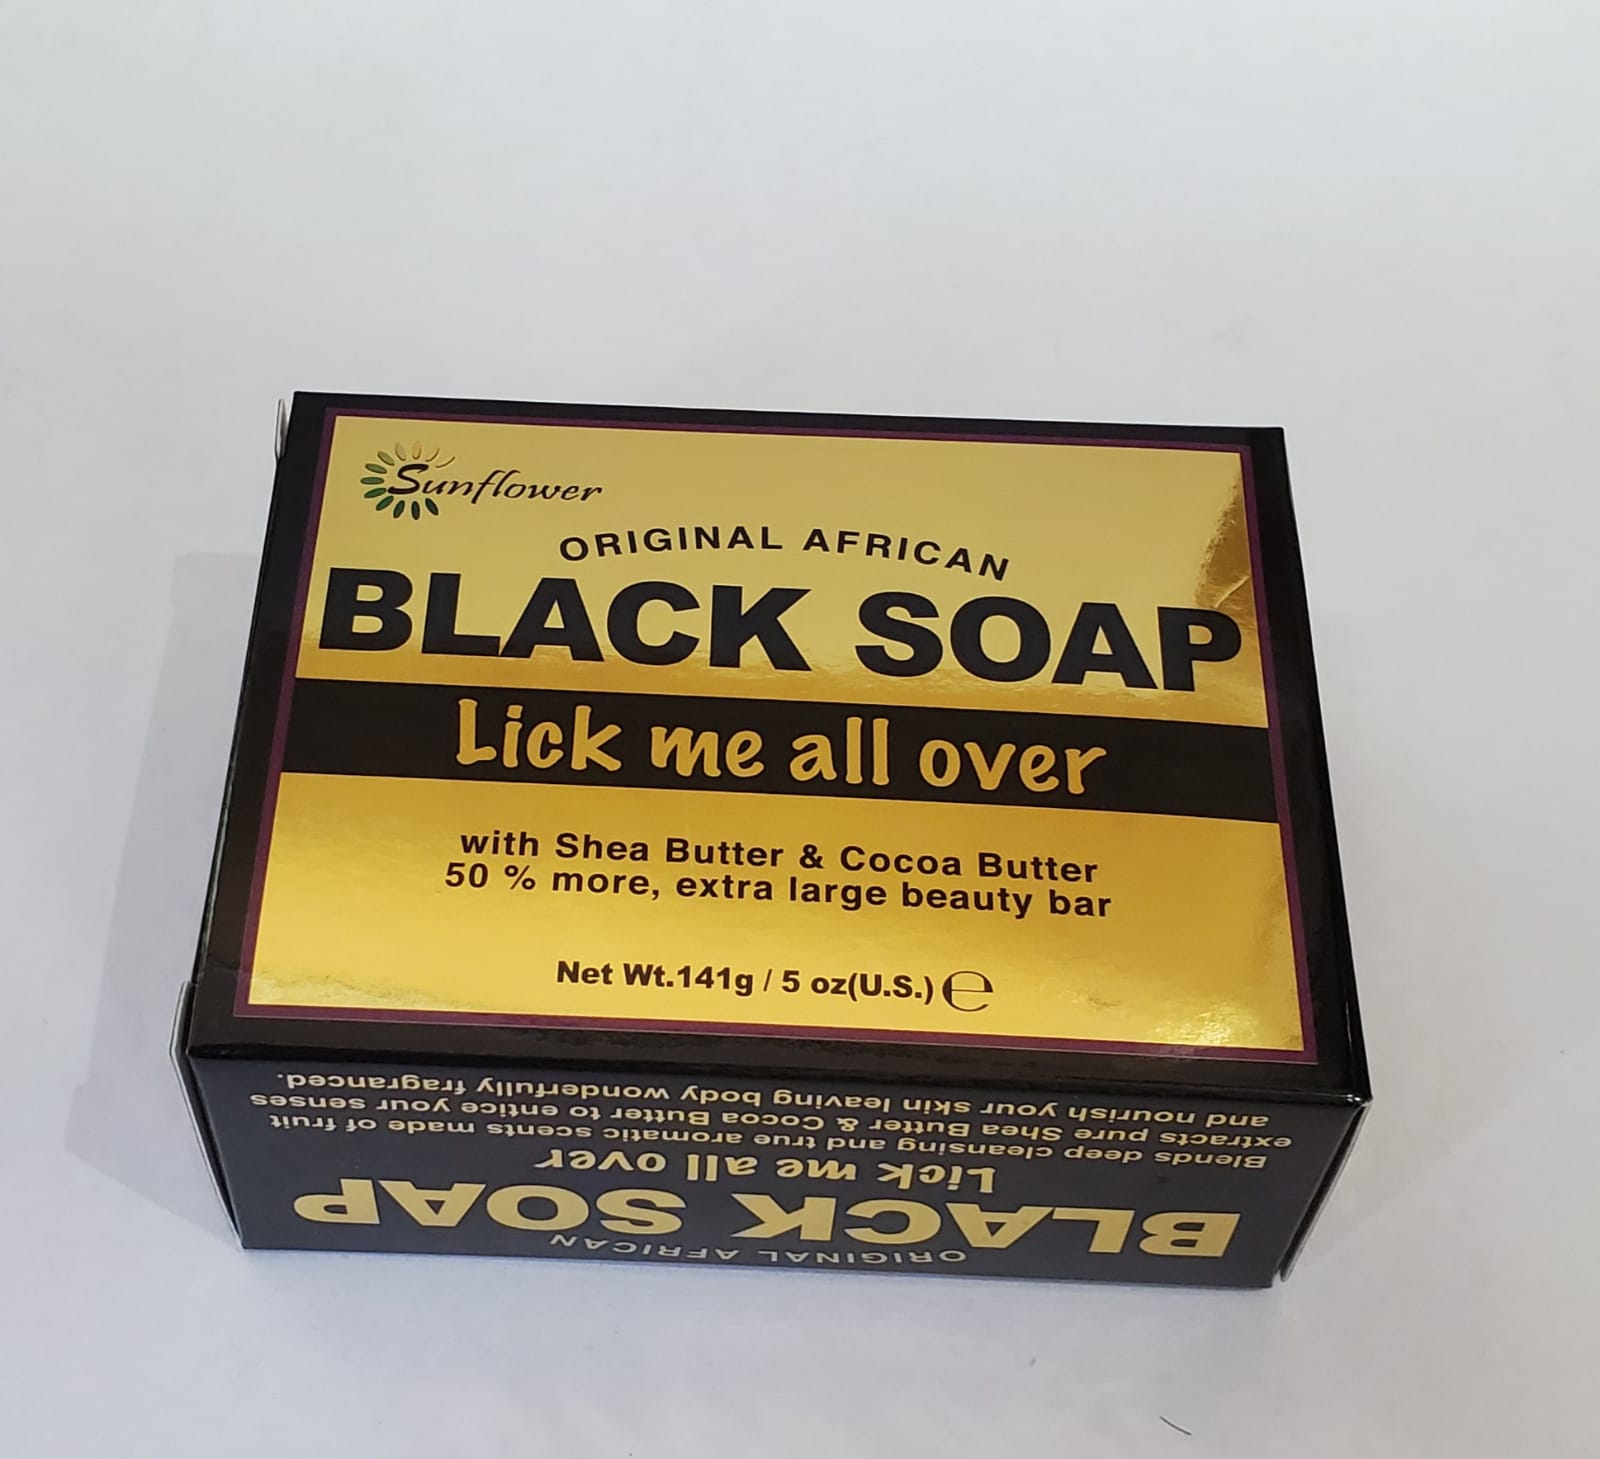 Sunflower
ORIGINAL AFRICAN
BLACK SOAP
Lick me all over
with Shea Butter & Cocoa Butter
50 % more, extra large beauty bar
Net Wt.141g / 5 oz(U.S.) ℮
ORIGINAL AFRICAN
BLACK SOAP
Lick me all over
Blends deep cleansing and true aromatic scents made of fruit
extracts pure Shea Butter & Cocoa Butter to entice your senses
and nourish your skin leaving body wonderfully fragranced.